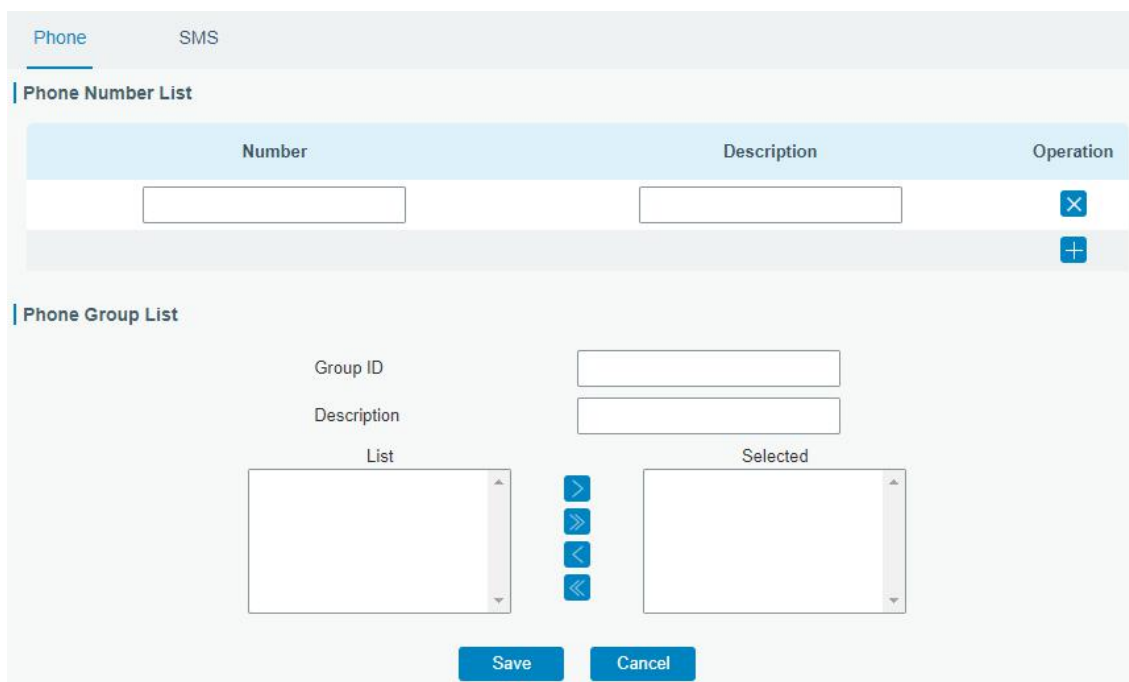 Phone SMS
Phone Number List
Number Description Operation
Phone Group List
Group ID
Description
List Selected
Save Cancel